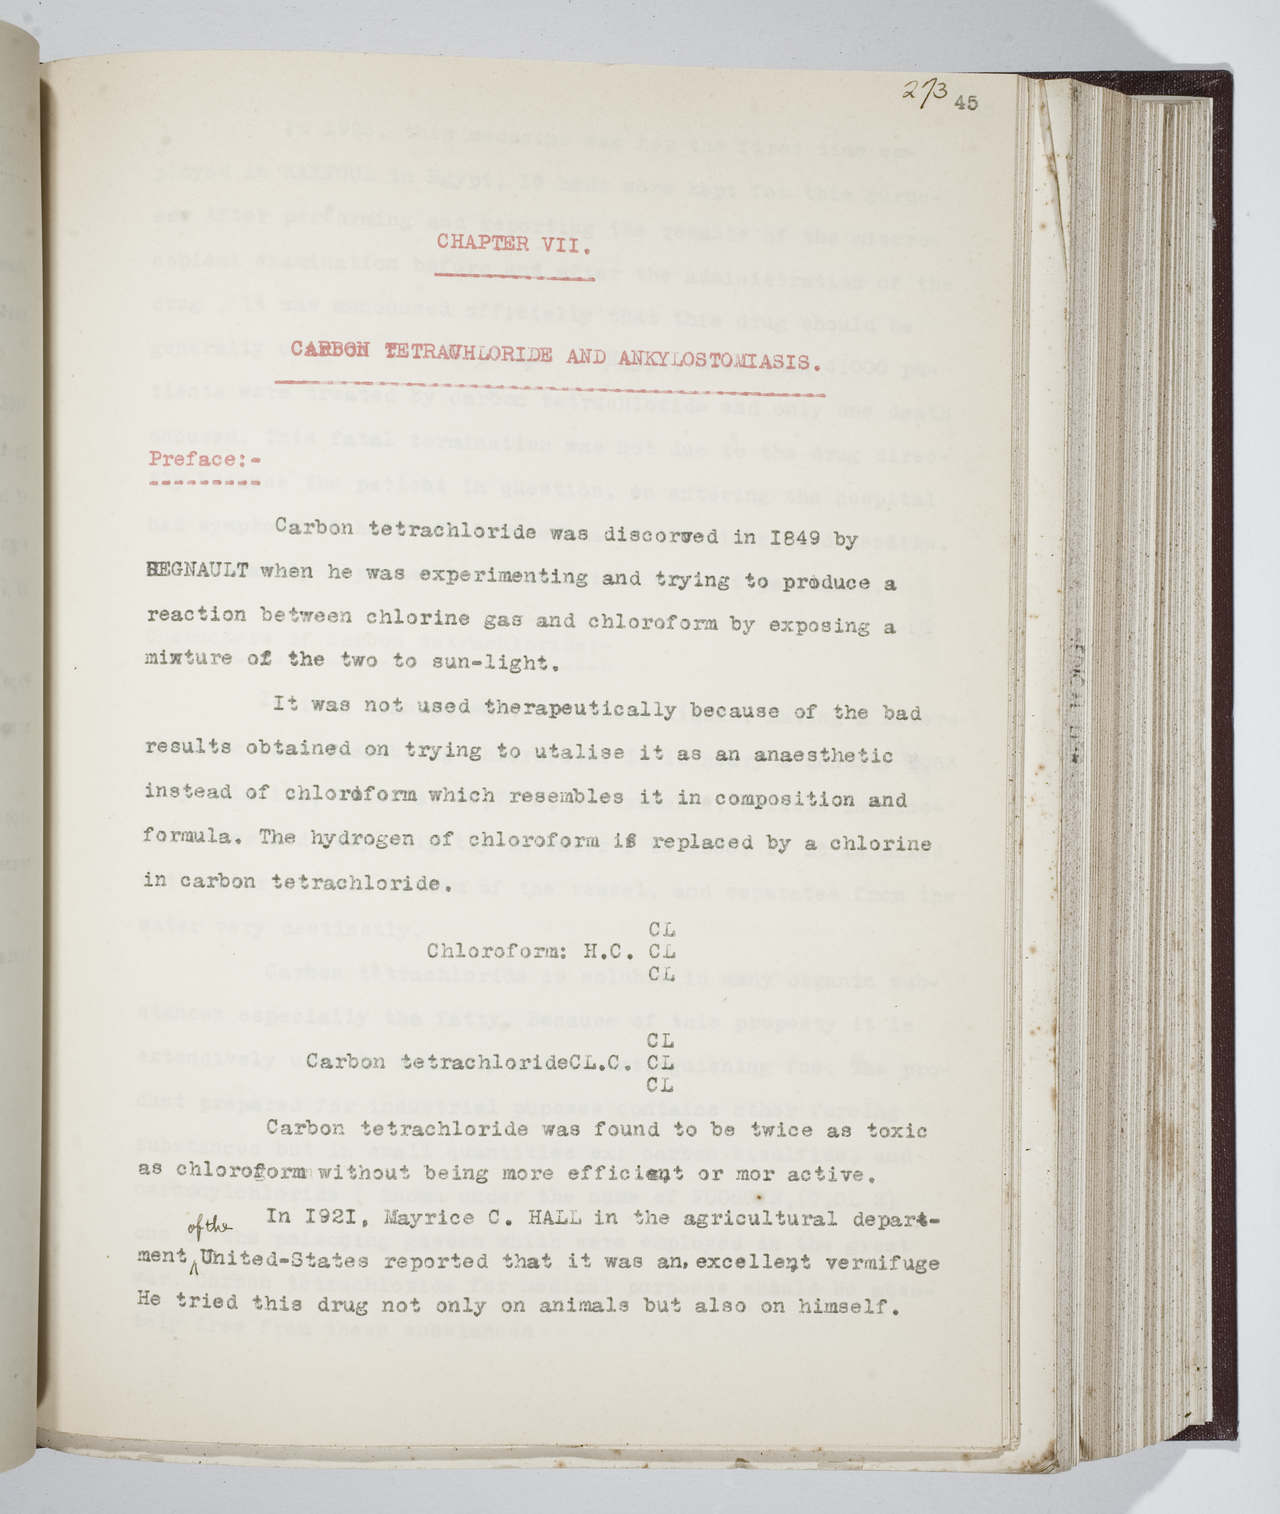 273 45
CHAPTER VII.
CARBON TETRACHLORIDE AND ANKYLOSTOMIASIS.
Preface:-
Carbon tetrachloride was discorved in I849 by
REGNAULT when he was experimenting and trying to produce a
reaction between chlorine gas and chloroform by exposing a
mixture of the two to sun-light.
It was not used therapeutically because of the bad
results obtained on trying to utalise it as an anaesthetic
instead of chloroform which resembles it in composition and
formula. The hydrogen of chloroform is replaced by a chlorine
in carbon tetrachloride.
CL
Chloroform: H.C. CL
CL
CL
Carbon tetrachlorideCL.C. CL
CL
Carbon tetrachloride was found to be twice as toxic
as chloroform without being more efficient or mor active.
In I92I, Mayrice C. HALL in the agricultural depart-
of the
ment United-States reported that it was an, excellent vermifuge
He tried this drug not only on animals but also on himself.